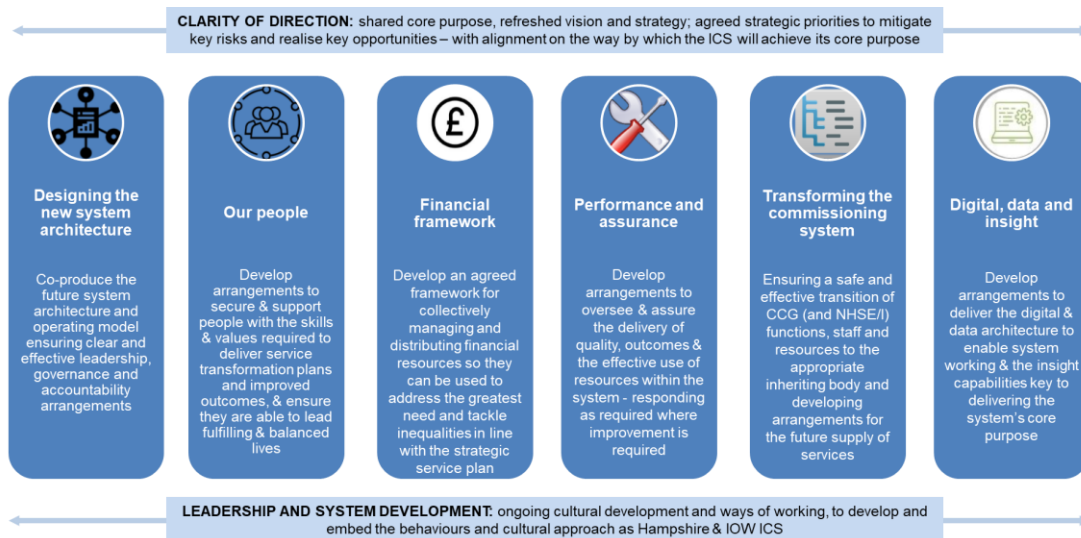 CLARITY OF DIRECTION: shared core purpose, refreshed vision and strategy; agreed strategic priorities to mitigate
key risks and realise key opportunities – with alignment on the way by which the ICS will achieve its core purpose
Designing the
new system
architecture
Co-produce the
future system
architecture and
operating model
ensuring clear and
effective leadership,
governance and
accountability
arrangements
Our people
Develop
arrangements to
secure & support
people with the skills
& values required to
deliver service
transformation plans
and improved
outcomes, & ensure
they are able to lead
fulfilling & balanced
lives
£
Financial
framework
Develop an agreed
framework for
collectively
managing and
distributing financial
resources so they
can be used to
address the greatest
need and tackle
inequalities in line
with the strategic
service plan
Performance and
assurance
Develop
arrangements to
oversee & assure
the delivery of
quality, outcomes &
the effective use of
resources within the
system - responding
as required where
improvement is
required
Transforming the
commissioning
system
Ensuring a safe and
effective transition of
CCG (and NHSE/I)
functions, staff and
resources to the
appropriate
inheriting body and
developing
arrangements for
the future supply of
services
Digital, data and
insight
Develop
arrangements to
deliver the digital &
data architecture to
enable system
working & the insight
capabilities key to
delivering the
system's core
purpose
LEADERSHIP AND SYSTEM DEVELOPMENT: ongoing cultural development and ways of working, to develop and
embed the behaviours and cultural approach as Hampshire & IOW ICS